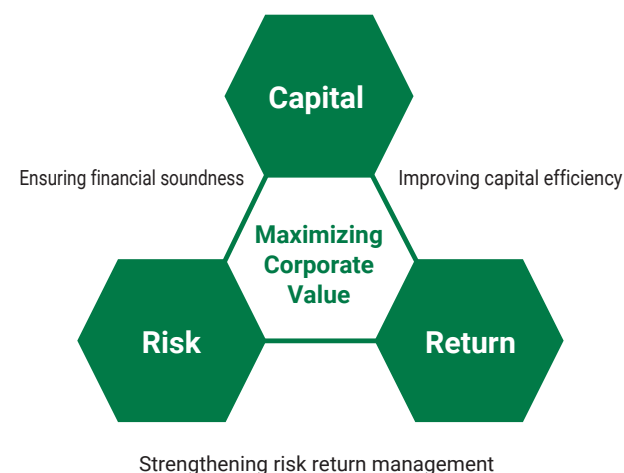 Capital
Ensuring financial soundness
Improving capital efficiency
Maximizing
Corporate
Value
Risk
Return
Strengthening risk return management